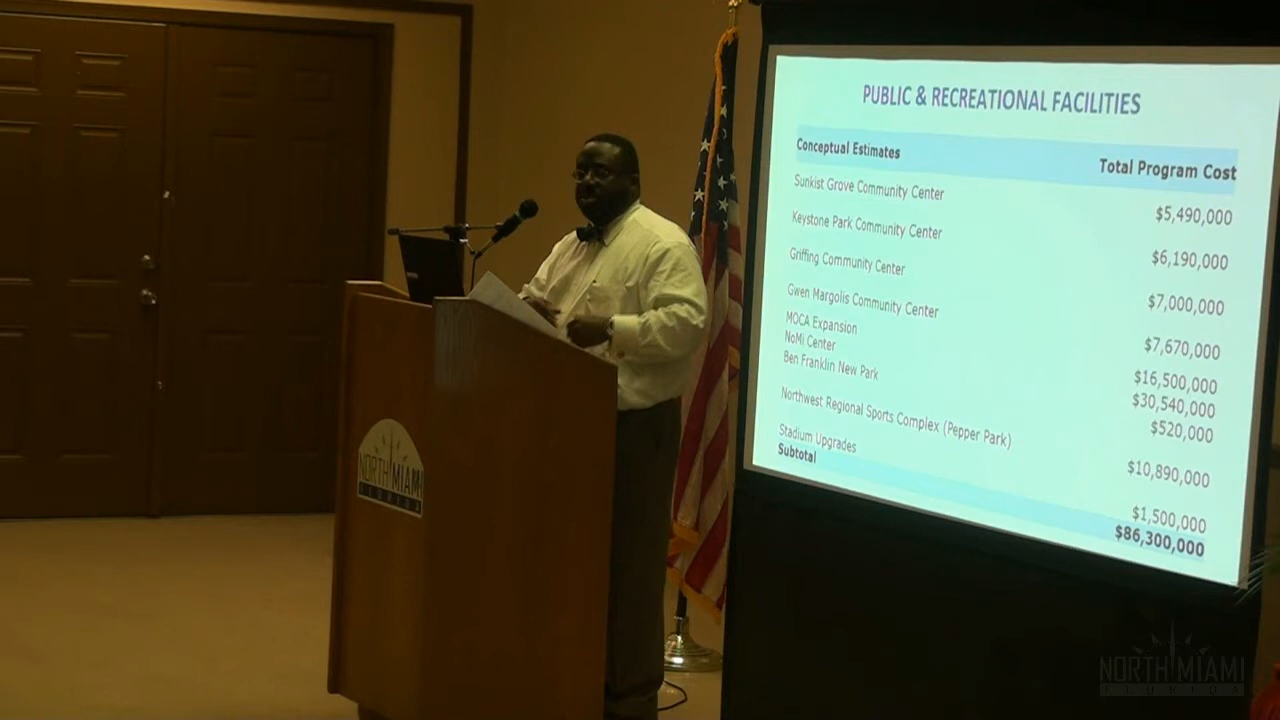 PUBLIC & RECREATIONAL FACILITIES
Conceptual Estimates Total Program Cost
Sunkist Grove Community Center $5,490,000
Keystone Park Community Center $6,190,000
Griffing Community Center $7,000,000
Gwen Margolis Community Center $7,670,000
MOCA Expansion $16,500,000
NoMi Center $30,540,000
Ben Franklin New Park $520,000
Northwest Regional Sports Complex (Pepper Park) $10,890,000
Stadium Upgrades $1,500,000
Subtotal $86,300,000
NORTH MIAMI
FLORIDA
NORTH MIAMI
FLORIDA